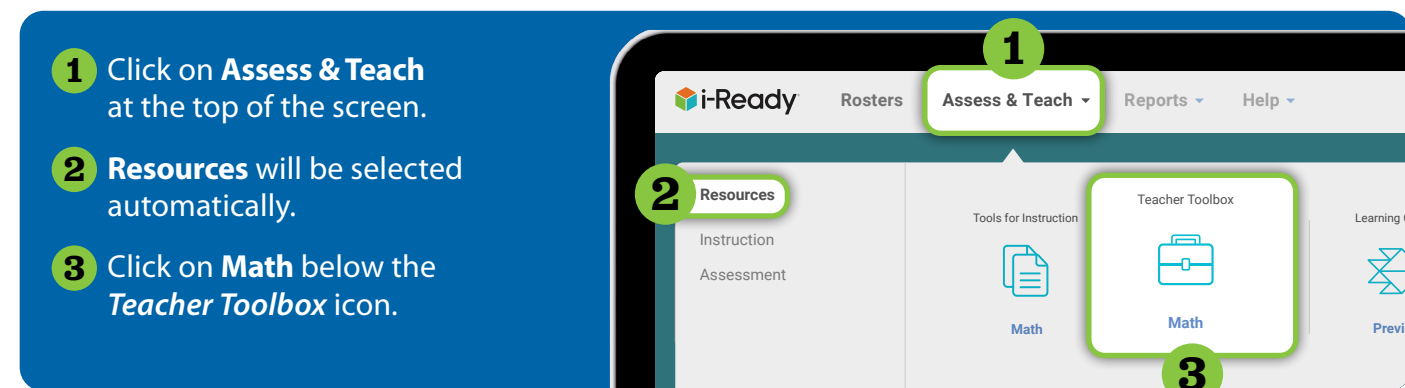 1 Click on Assess & Teach
at the top of the screen.
2 Resources will be selected
automatically.
3 Click on Math below the
Teacher Toolbox icon.
1
i-Ready Rosters Assess & Teach Reports Help
2 Resources
Instruction
Assessment
Tools for Instruction
Math
Teacher Toolbox
Math
3
Learning